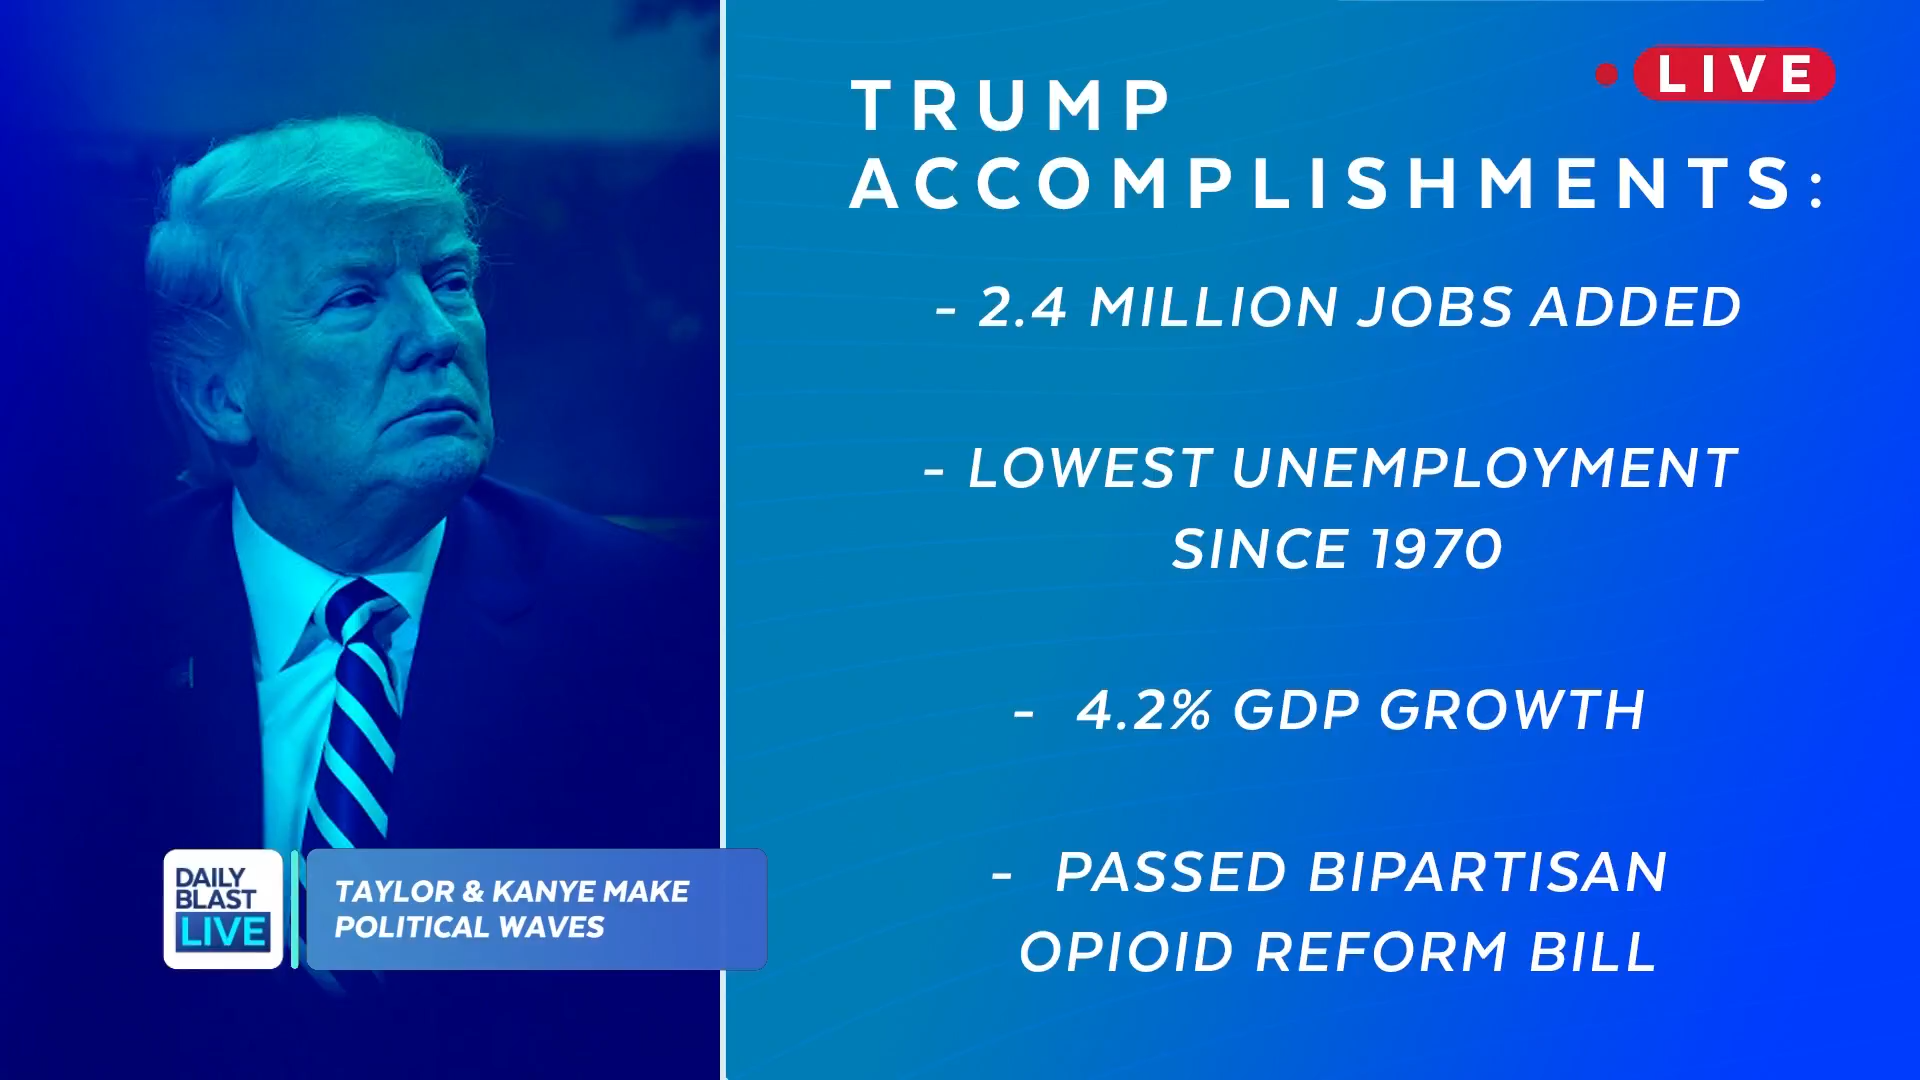 LIVE
TRUMP
ACCOMPLISHMENTS:
- 2.4 MILLION JOBS ADDED
- LOWEST UNEMPLOYMENT
SINCE 1970
- 4.2% GDP GROWTH
- PASSED BIPARTISAN
OPIOID REFORM BILL
DAILY
BLAST
LIVE
TAYLOR & KANYE MAKE
POLITICAL WAVES